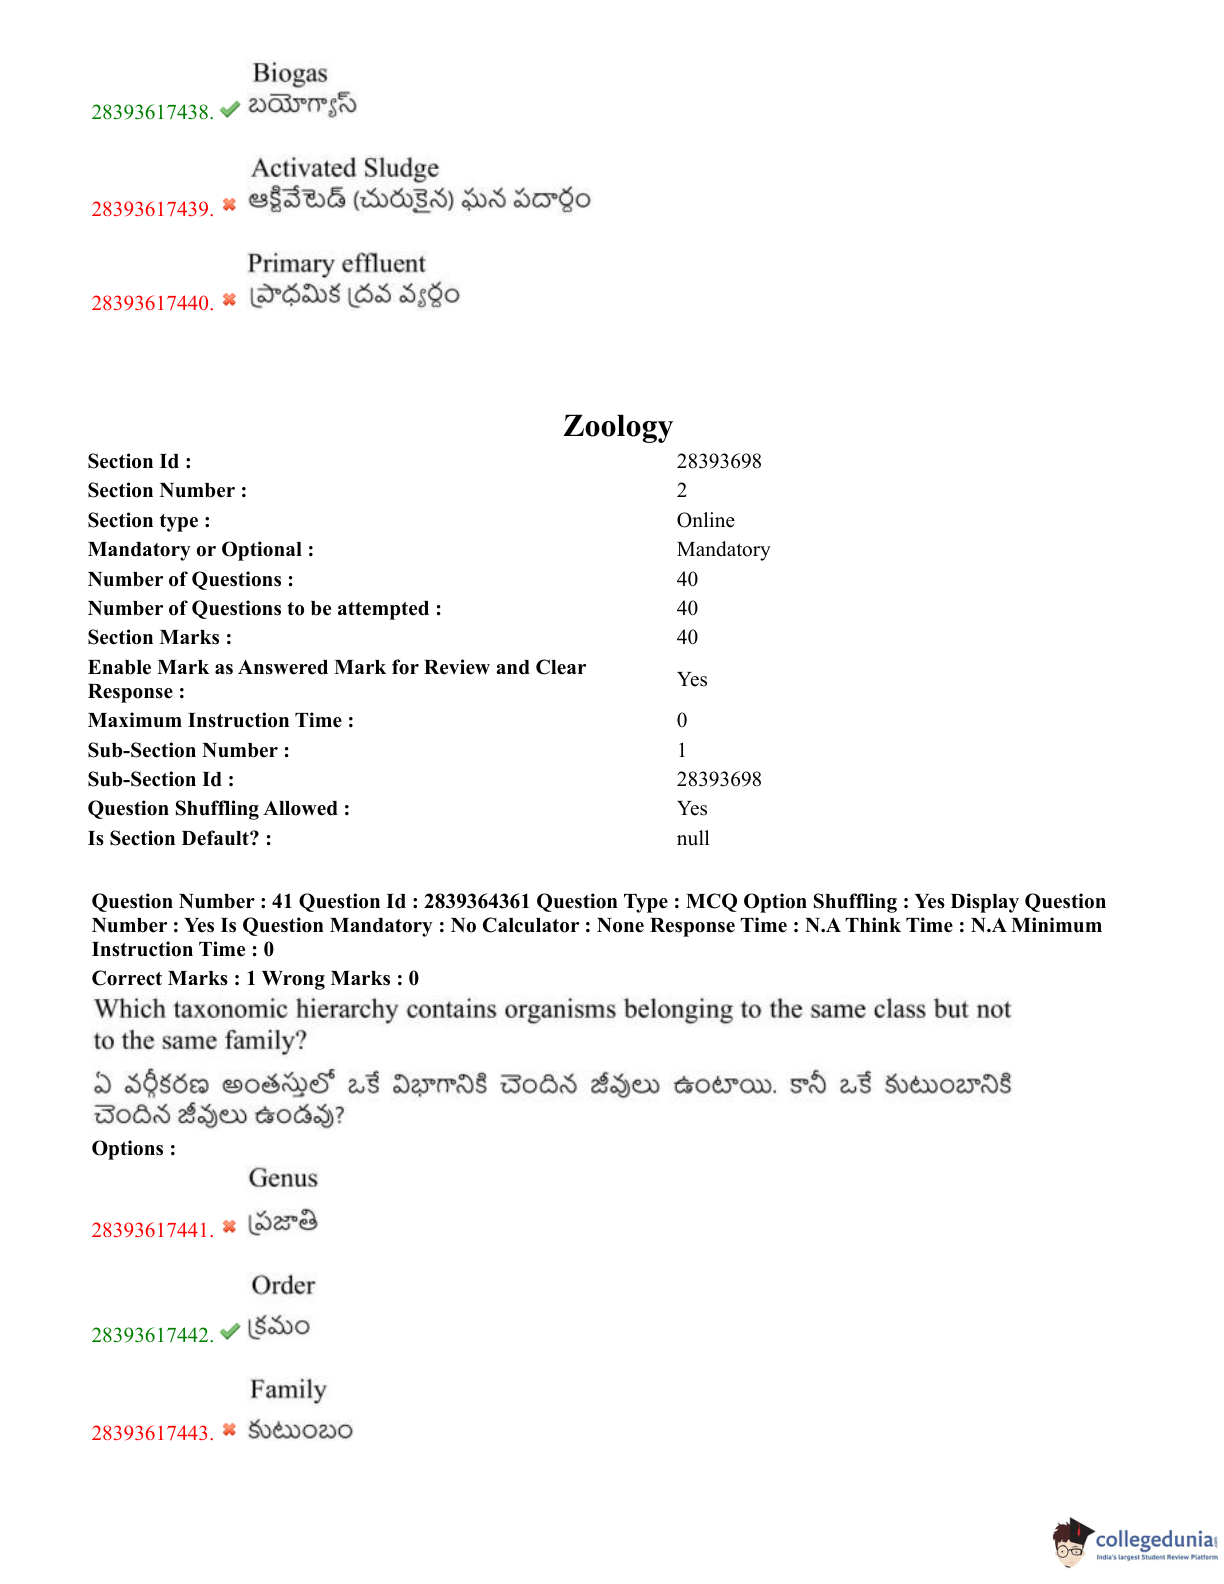 Biogas
28393617438. బయోగ్యాస్
Activated Sludge
28393617439. ఆక్టివేటెడ్ (చురుకైన) ఘన పదార్థం
Primary effluent
28393617440. ప్రాధమిక ద్రవ వ్యర్థం
Zoology
Section Id : 28393698
Section Number : 2
Section type : Online
Mandatory or Optional : Mandatory
Number of Questions : 40
Number of Questions to be attempted : 40
Section Marks : 40
Enable Mark as Answered Mark for Review and Clear
Response : Yes
Maximum Instruction Time : 0
Sub-Section Number : 1
Sub-Section Id : 28393698
Question Shuffling Allowed : Yes
Is Section Default? : null
Question Number : 41 Question Id : 2839364361 Question Type : MCQ Option Shuffling : Yes Display Question
Number : Yes Is Question Mandatory : No Calculator : None Response Time : N.A Think Time : N.A Minimum
Instruction Time : 0
Correct Marks : 1 Wrong Marks : 0
Which taxonomic hierarchy contains organisms belonging to the same class but not
to the same family?
ఏ వర్గీకరణ అంతస్తులో ఒకే విభాగానికి చెందిన జీవులు ఉంటాయి. కానీ ఒకే కుటుంబానికి
చెందిన జీవులు ఉండవు?
Options :
Genus
28393617441. ప్రజాతి
Order
28393617442. క్రమం
Family
28393617443. కుటుంబం
collegedunia
India's largest Student Review Platform